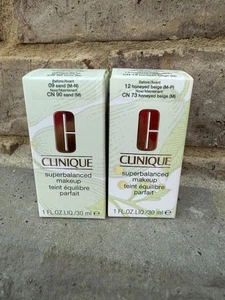 Before/Avant
09 sand (M-N)
Now/Maintenant
CN 90 sand (M)
CLINIQUE
superbalanced
makeup
teint équilibre
parfait
1 FL.OZ.LIQ./30 ml e
Before/Avant
12 honeyed beige (M-P)
Now/Maintenant
CN 73 honeyed beige (M)
CLINIQUE
superbalanced
makeup
teint équilibre
parfait
1 FL.OZ.LIQ./30 ml e